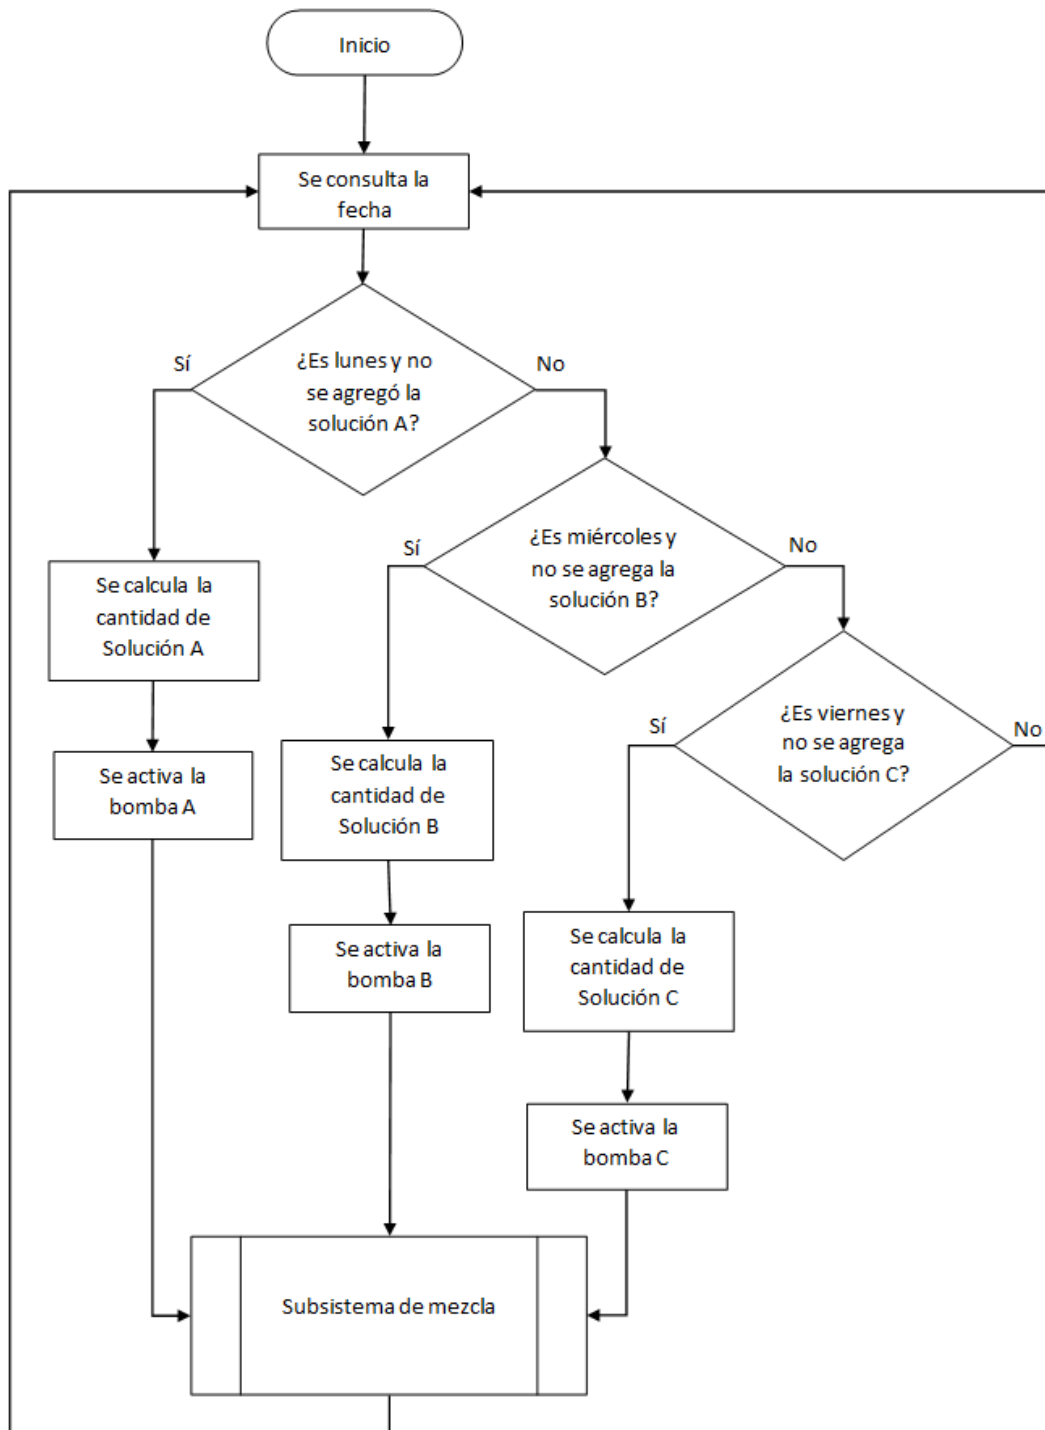 Inicio
Se consulta la
fecha
Sí
¿Es lunes y no
se agregó la
solución A?
No
Sí
¿Es miércoles y
no se agrega la
solución B?
No
Se calcula la
cantidad de
Solución A
Sí
¿Es viernes y
no se agrega
la solución C?
No
Se activa la
bomba A
Se calcula la
cantidad de
Solución B
Se activa la
bomba B
Se calcula la
cantidad de
Solución C
Se activa la
bomba C
Subsistema de mezcla